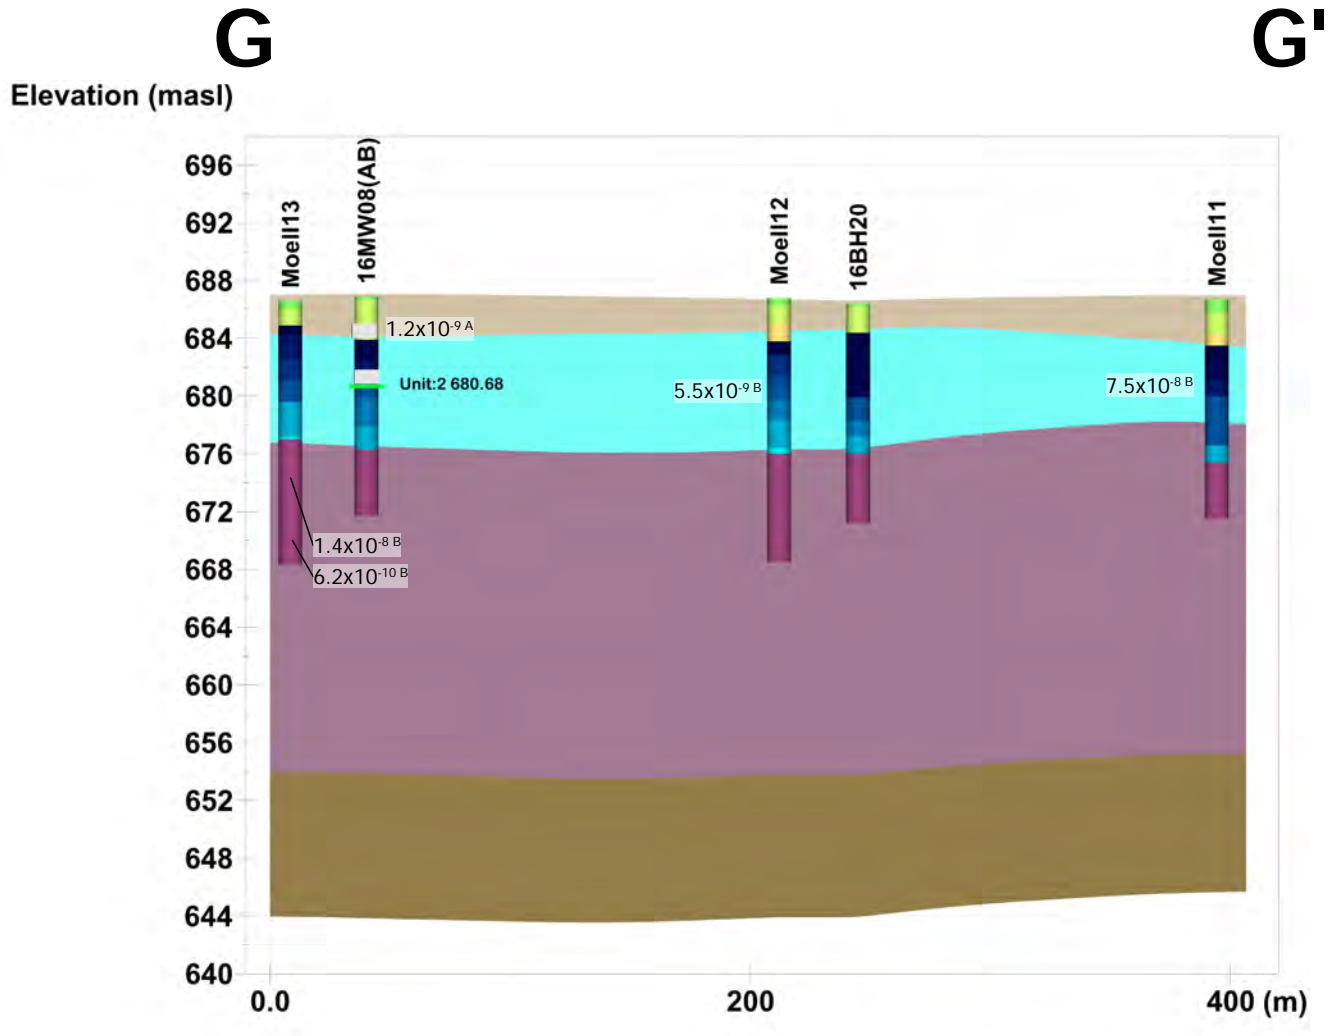 G G'
Elevation (masl)
696
692
688
684
680
676
672
668
664
660
656
652
648
644
640
Moell13
16MW08(AB)
Moell12
16BH20
Moell11
1.2x10-9 A
Unit:2 680.68
5.5x10-9 B
7.5x10-8 B
1.4x10-8 B
6.2x10-10 B
0.0 200 400 (m)